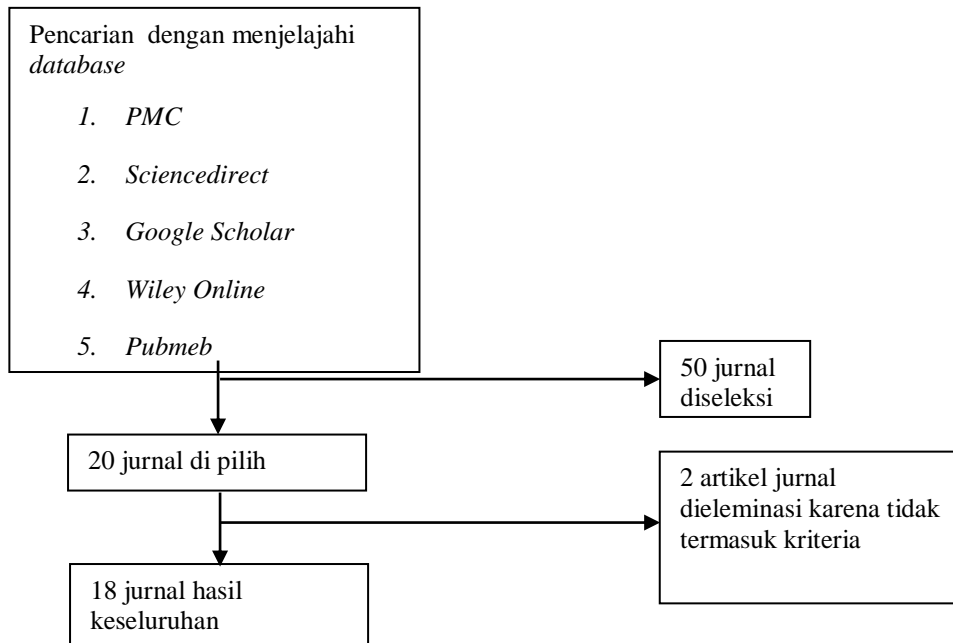 Pencarian dengan menjelajahi
database
1. PMC
2. Sciencedirect
3. Google Scholar
4. Wiley Online
5. Pubmeb
50 jurnal
diseleksi
20 jurnal di pilih
2 artikel jurnal
dieleminasi karena tidak
termasuk kriteria
18 jurnal hasil
keseluruhan